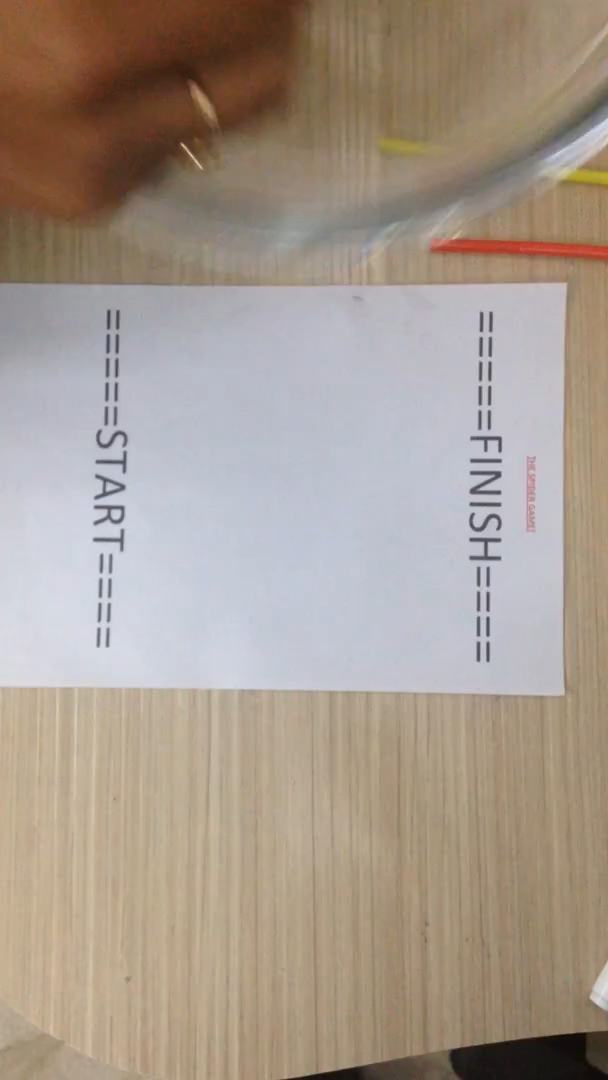 THE SPIDER GAME!
=====FINISH====
=====START====